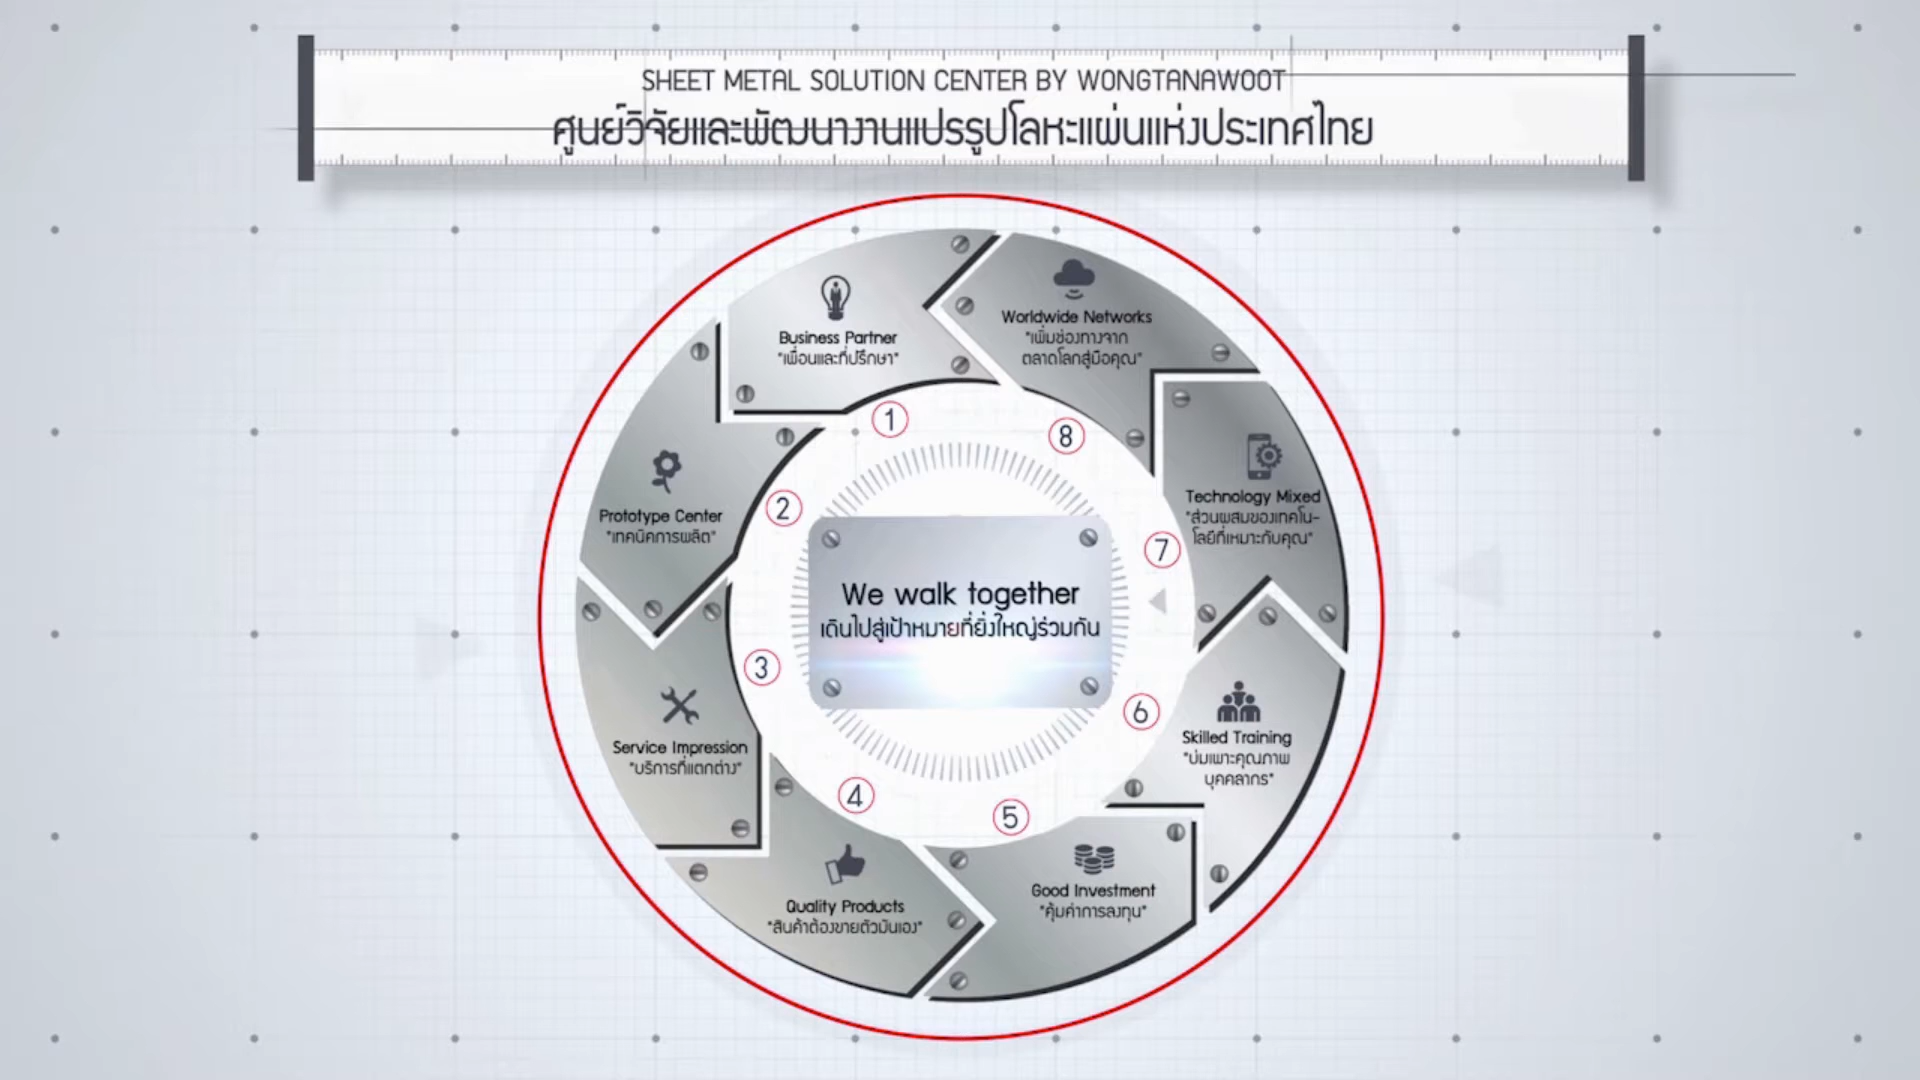 SHEET METAL SOLUTION CENTER BY WONGTANAWOOT
ศูนย์วิจัยและพัฒนางานแปรรูปโลหะแผ่นแห่งประเทศไทย
Business Partner
"เพื่อนและที่ปรึกษา"
1
Prototype Center
"เทคนิคการผลิต"
2
Service Impression
"บริการที่แตกต่าง"
3
Quality Products
"สินค้าต้องขายตัวมันเอง"
4
Good Investment
"คุ้มค่าการลงทุน"
5
Skilled Training
"บ่มเพาะคุณภาพ
บุคคลากร"
6
Technology Mixed
"ส่วนผสมของเทคโน-
โลยีที่เหมาะกับคุณ"
7
Worldwide Networks
"เพิ่มช่องทางจาก
ตลาดโลกสู่มือคุณ"
8
We walk together
เดินไปสู่เป้าหมายที่ยิ่งใหญ่ร่วมกัน